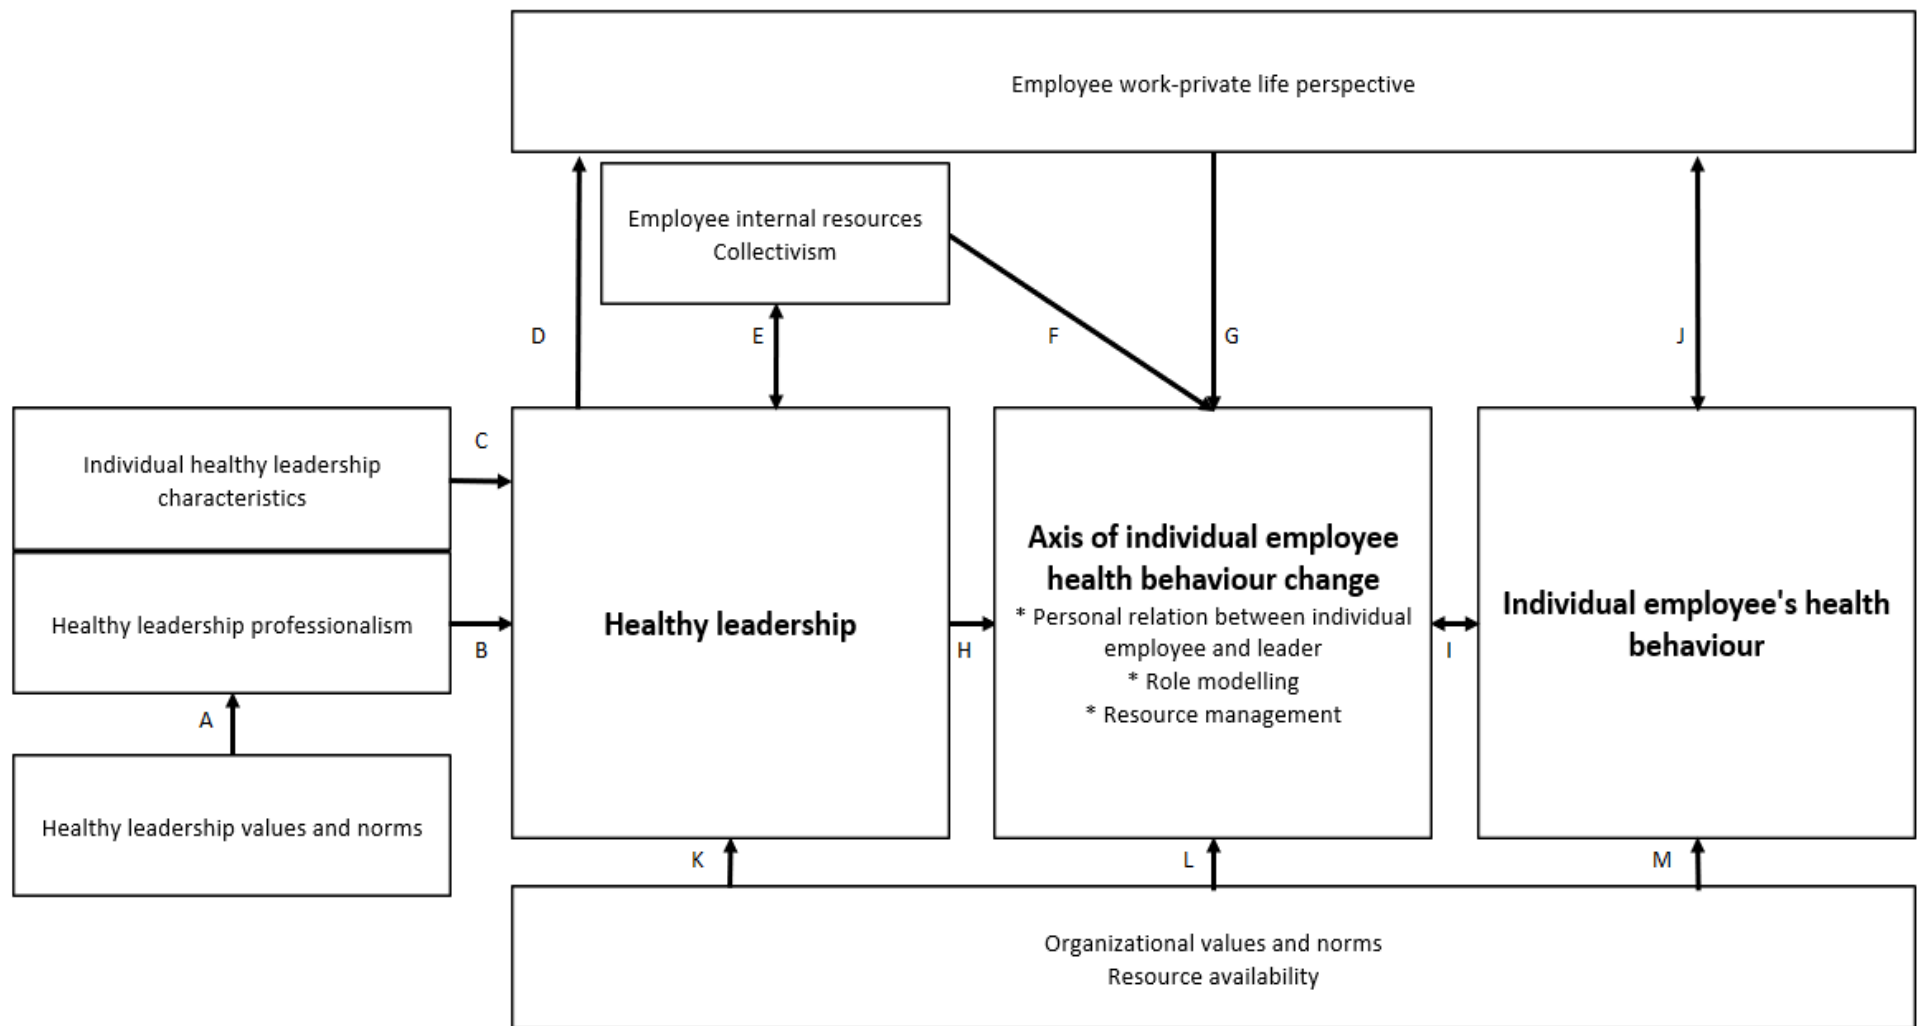 Employee work-private life perspective
Employee internal resources
Collectivism
D
E
F
G
J
Individual healthy leadership
characteristics
C
Healthy leadership professionalism
B
A
Healthy leadership values and norms
Healthy leadership
H
Axis of individual employee
health behaviour change
* Personal relation between individual
employee and leader
* Role modelling
* Resource management
I
Individual employee's health
behaviour
K
L
M
Organizational values and norms
Resource availability